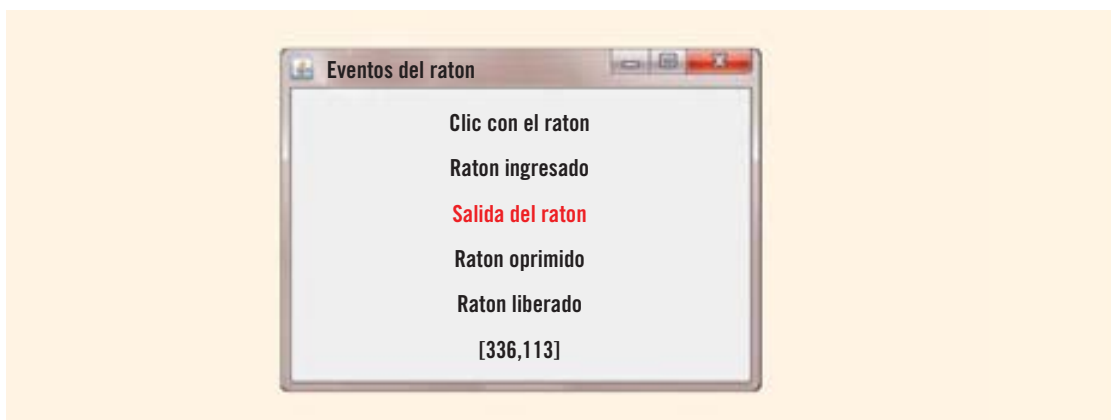 Eventos del raton
Clic con el raton
Raton ingresado
Salida del raton
Raton oprimido
Raton liberado
[336,113]